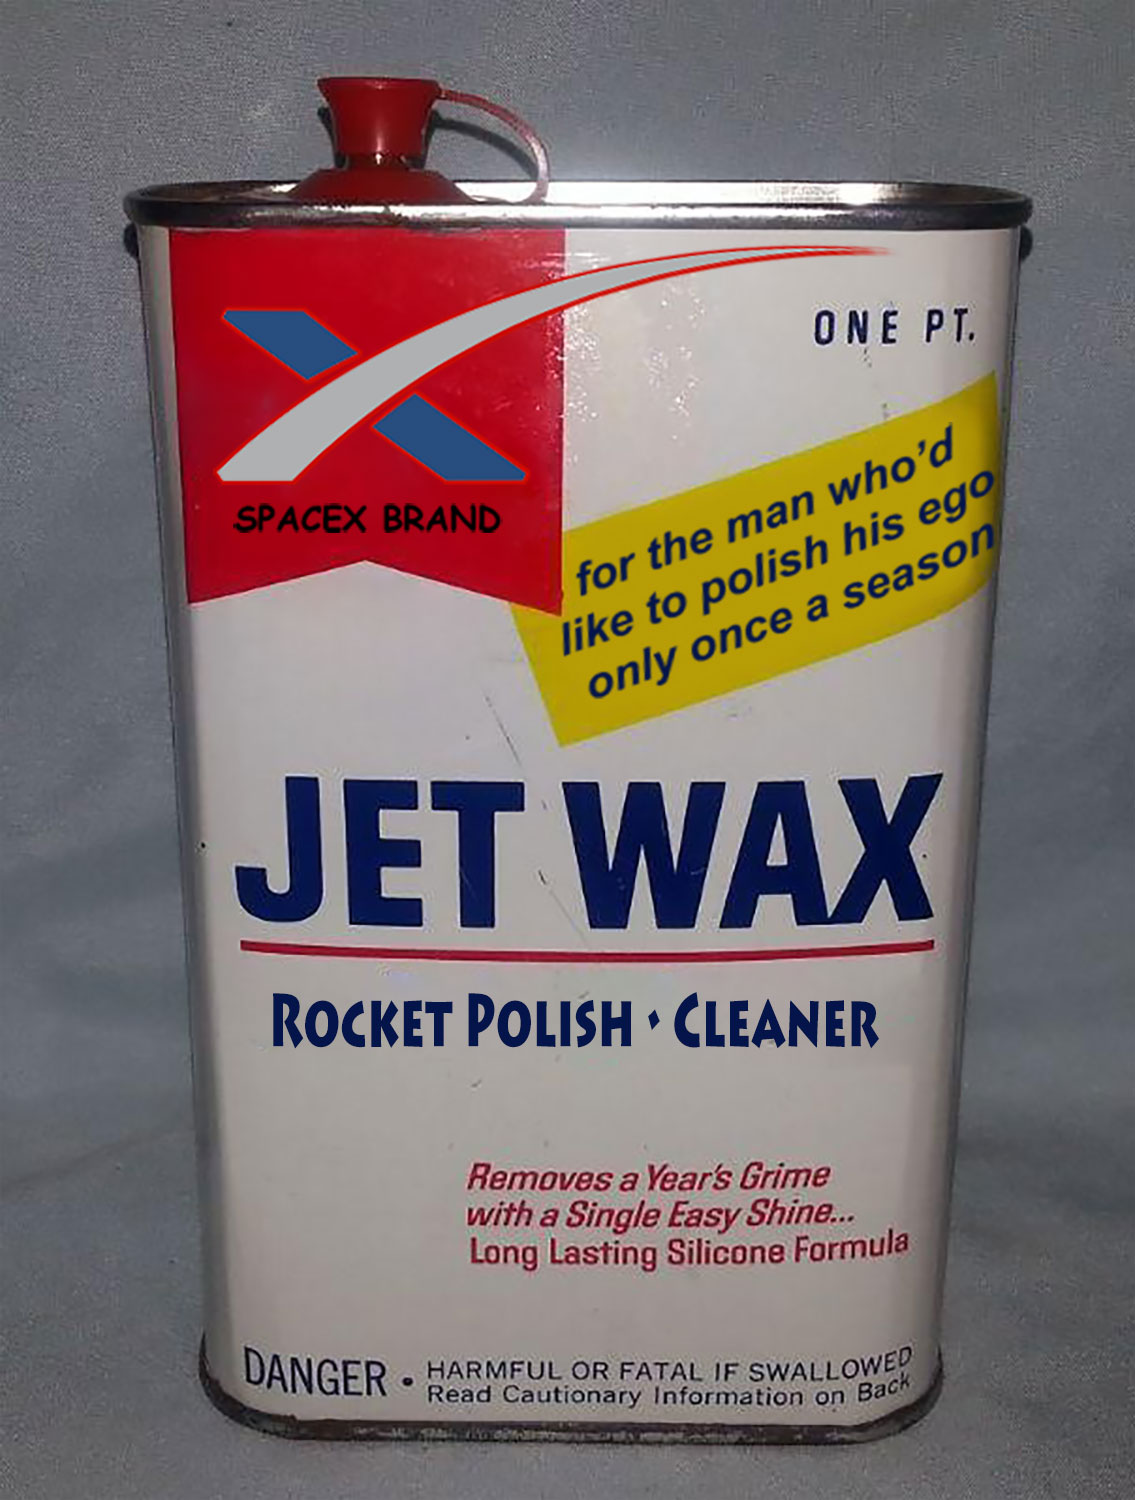 ONE PT.
SPACEX BRAND
for the man who'd
like to polish his ego
only once a season
JET WAX
ROCKET POLISH · CLEANER
Removes a Year's Grime
with a Single Easy Shine...
Long Lasting Silicone Formula
DANGER • HARMFUL OR FATAL IF SWALLOWED
Read Cautionary Information on Back